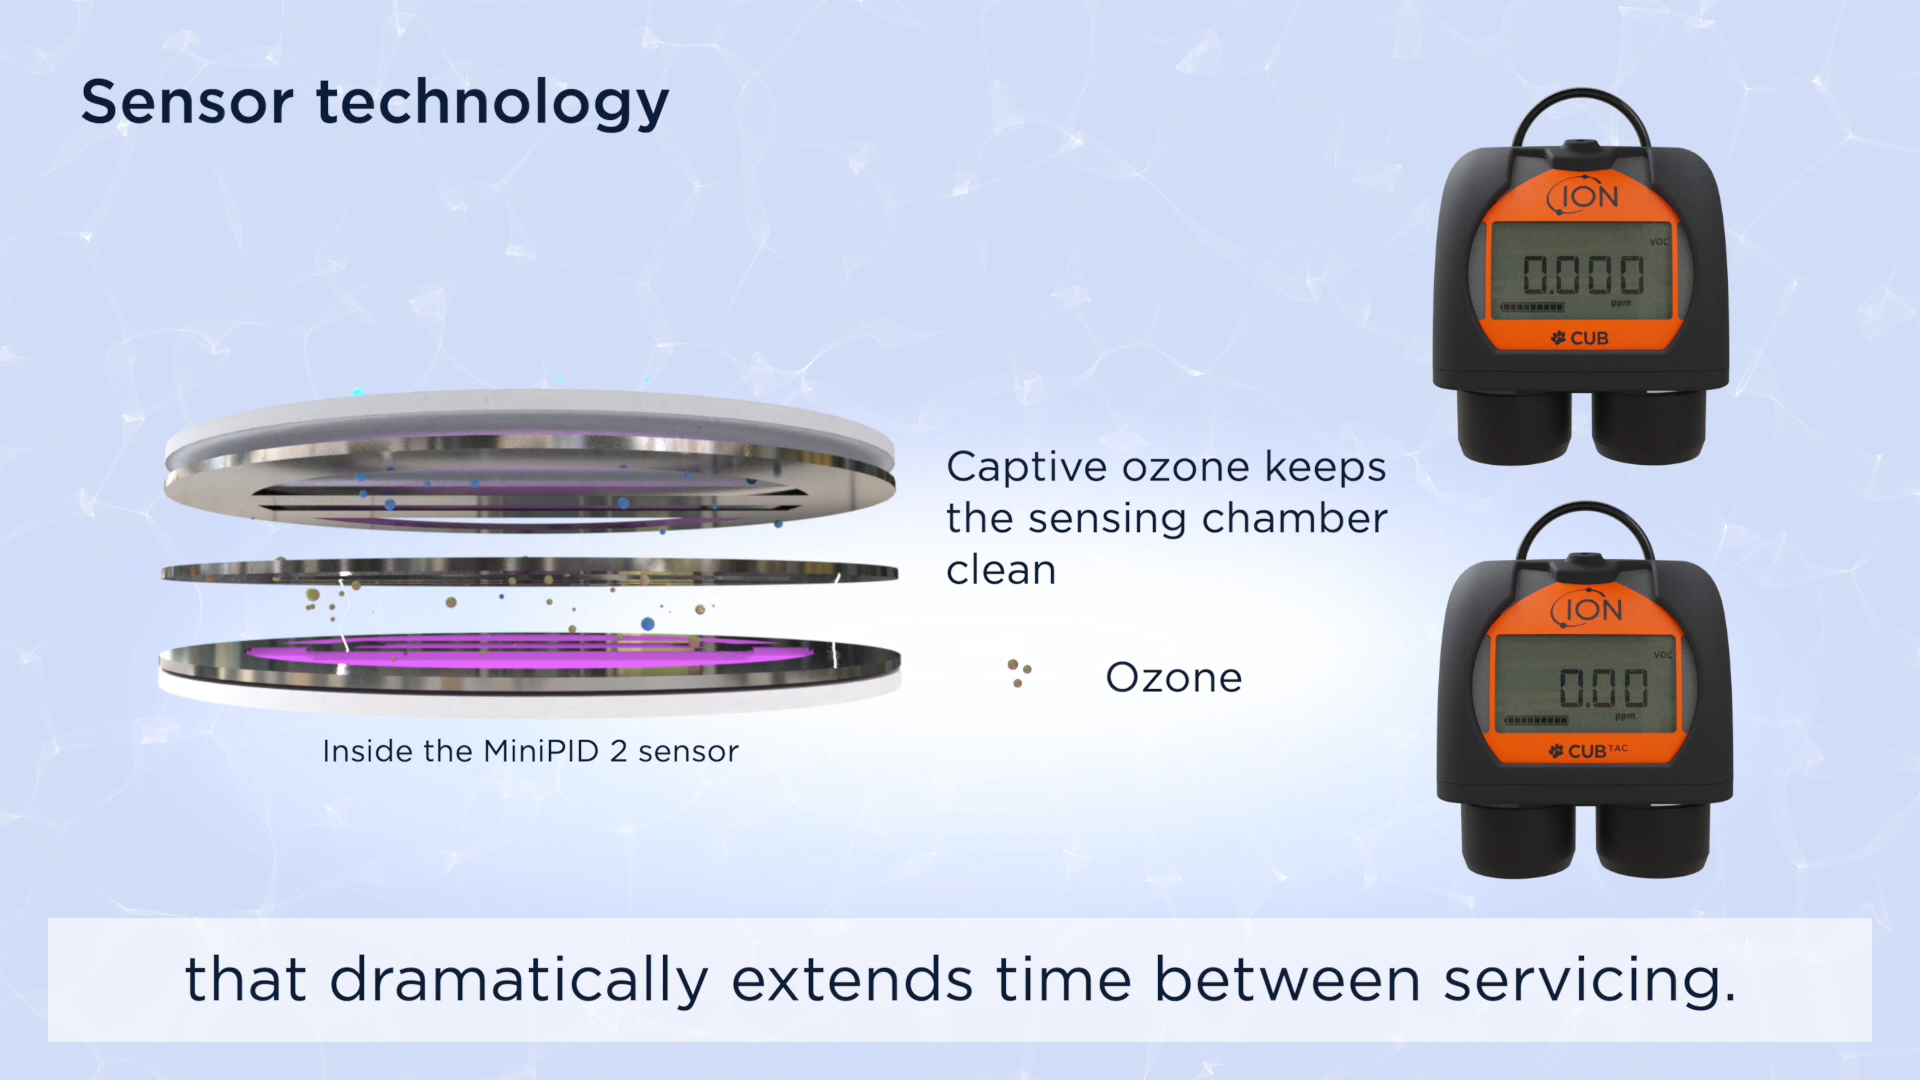 Sensor technology
ION
VOC
0.000
ppm
CUB
Captive ozone keeps
the sensing chamber
clean
Ozone
Inside the MiniPID 2 sensor
ION
VOC
0.00
ppm
CUB TAC
that dramatically extends time between servicing.